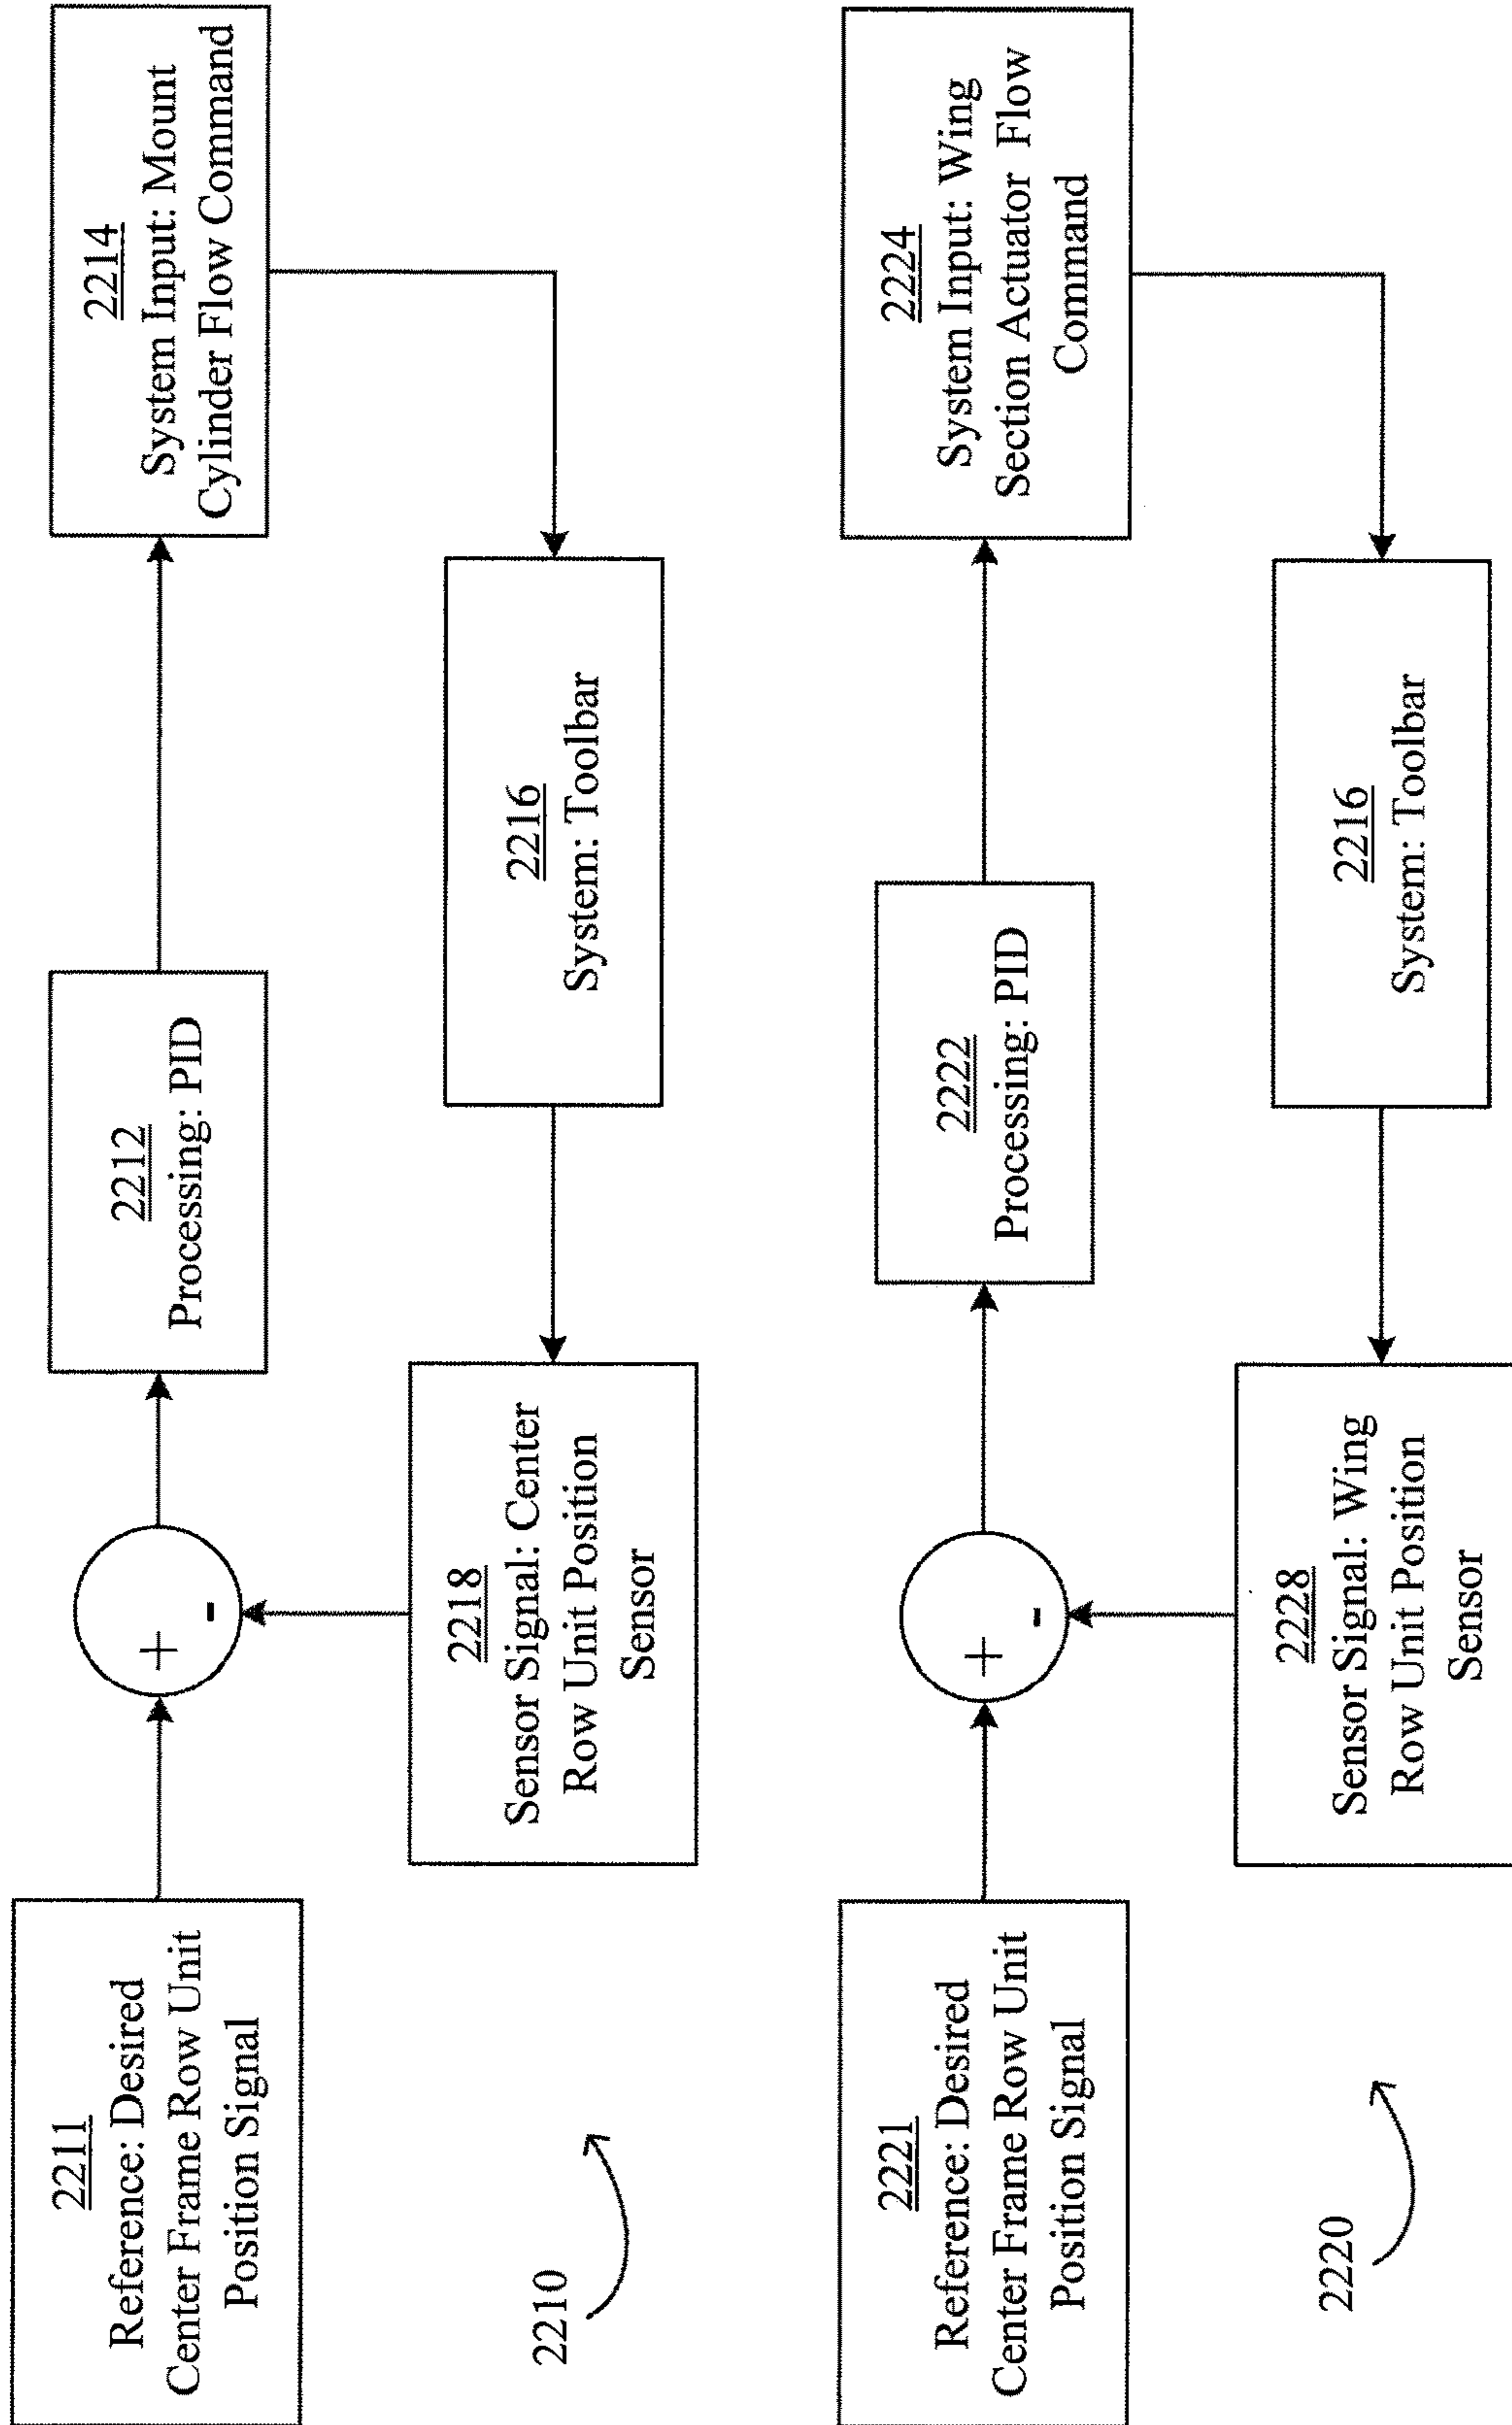 2211
Reference: Desired
Center Frame Row Unit
Position Signal
+
-
2212
Processing: PID
2214
System Input: Mount
Cylinder Flow Command
2218
Sensor Signal: Center
Row Unit Position
Sensor
2216
System: Toolbar
2210
2221
Reference: Desired
Center Frame Row Unit
Position Signal
+
-
2222
Processing: PID
2224
System Input: Wing
Section Actuator Flow
Command
2228
Sensor Signal: Wing
Row Unit Position
Sensor
2216
System: Toolbar
2220